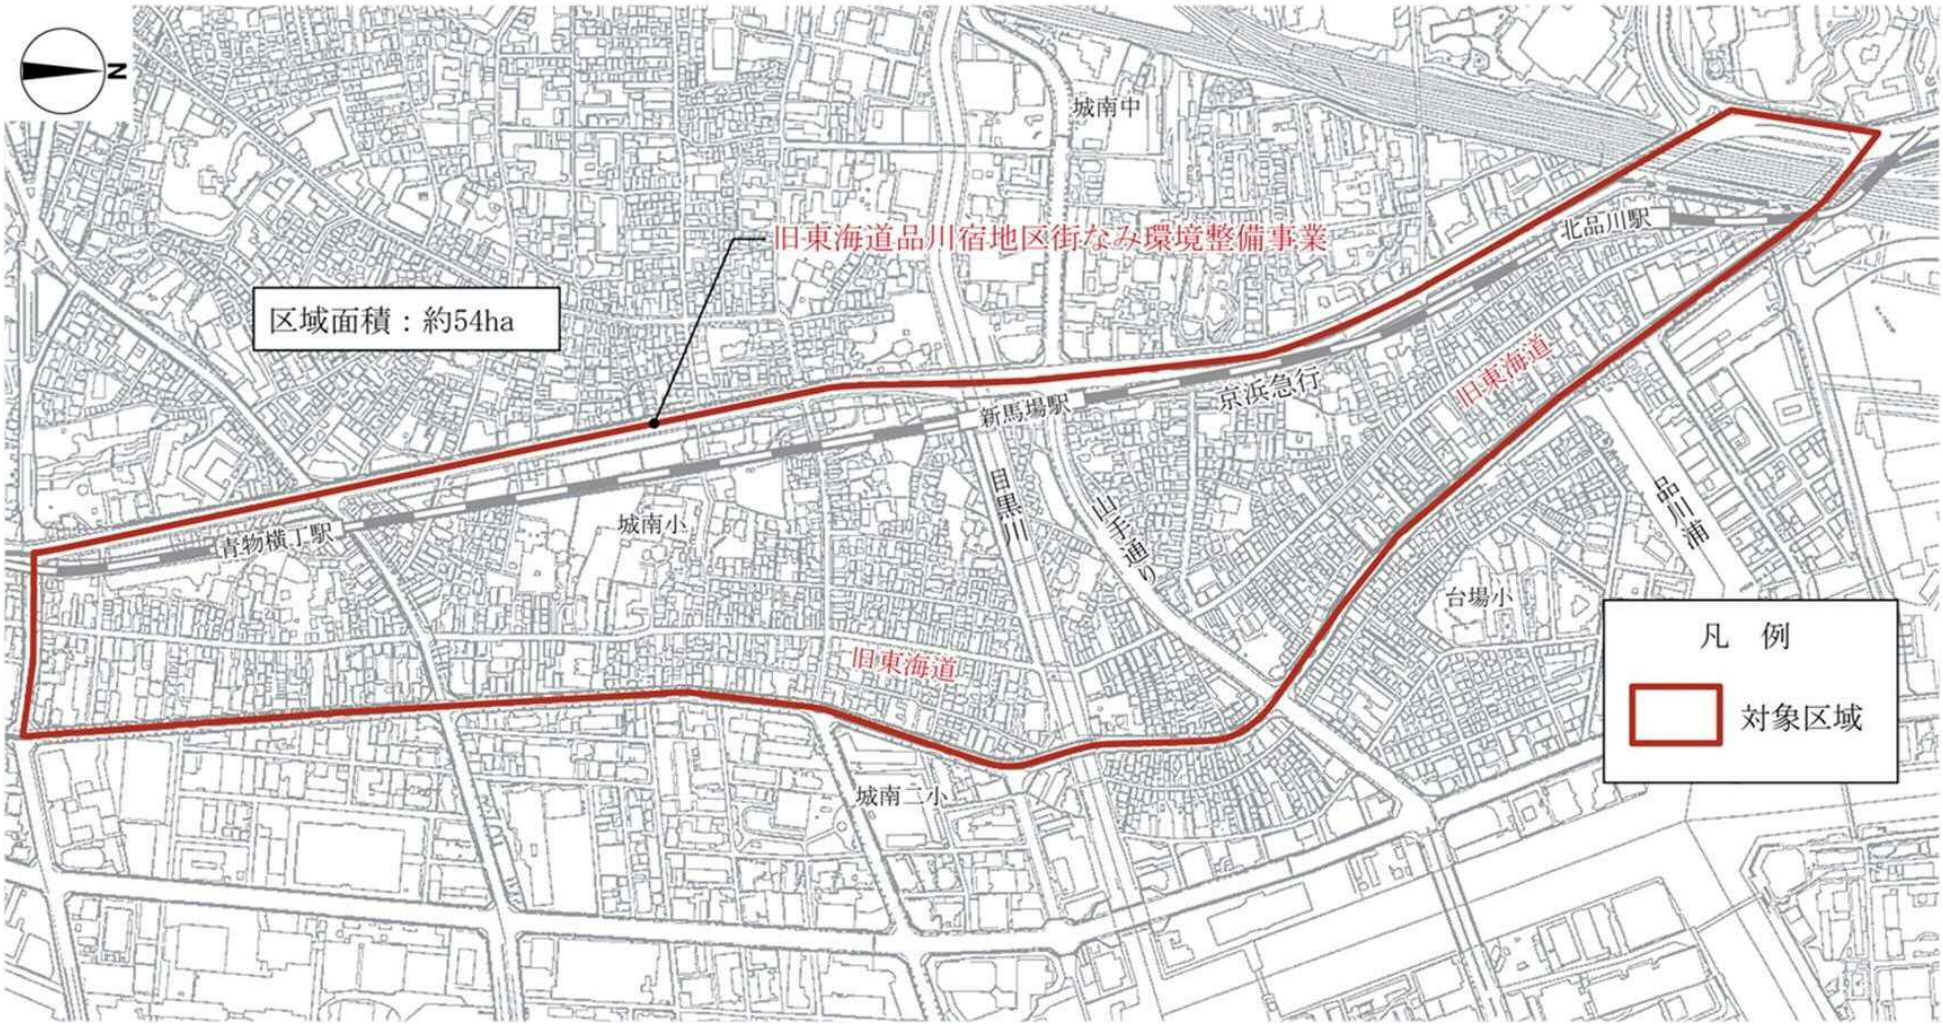 N
城南中
旧東海道品川宿地区街なみ環境整備事業
北品川駅
区域面積：約54ha
旧東海道
京浜急行
新馬場駅
目黒川
山手通り
品川浦
城南小
青物横丁駅
台場小
旧東海道
城南二小
凡 例
対象区域